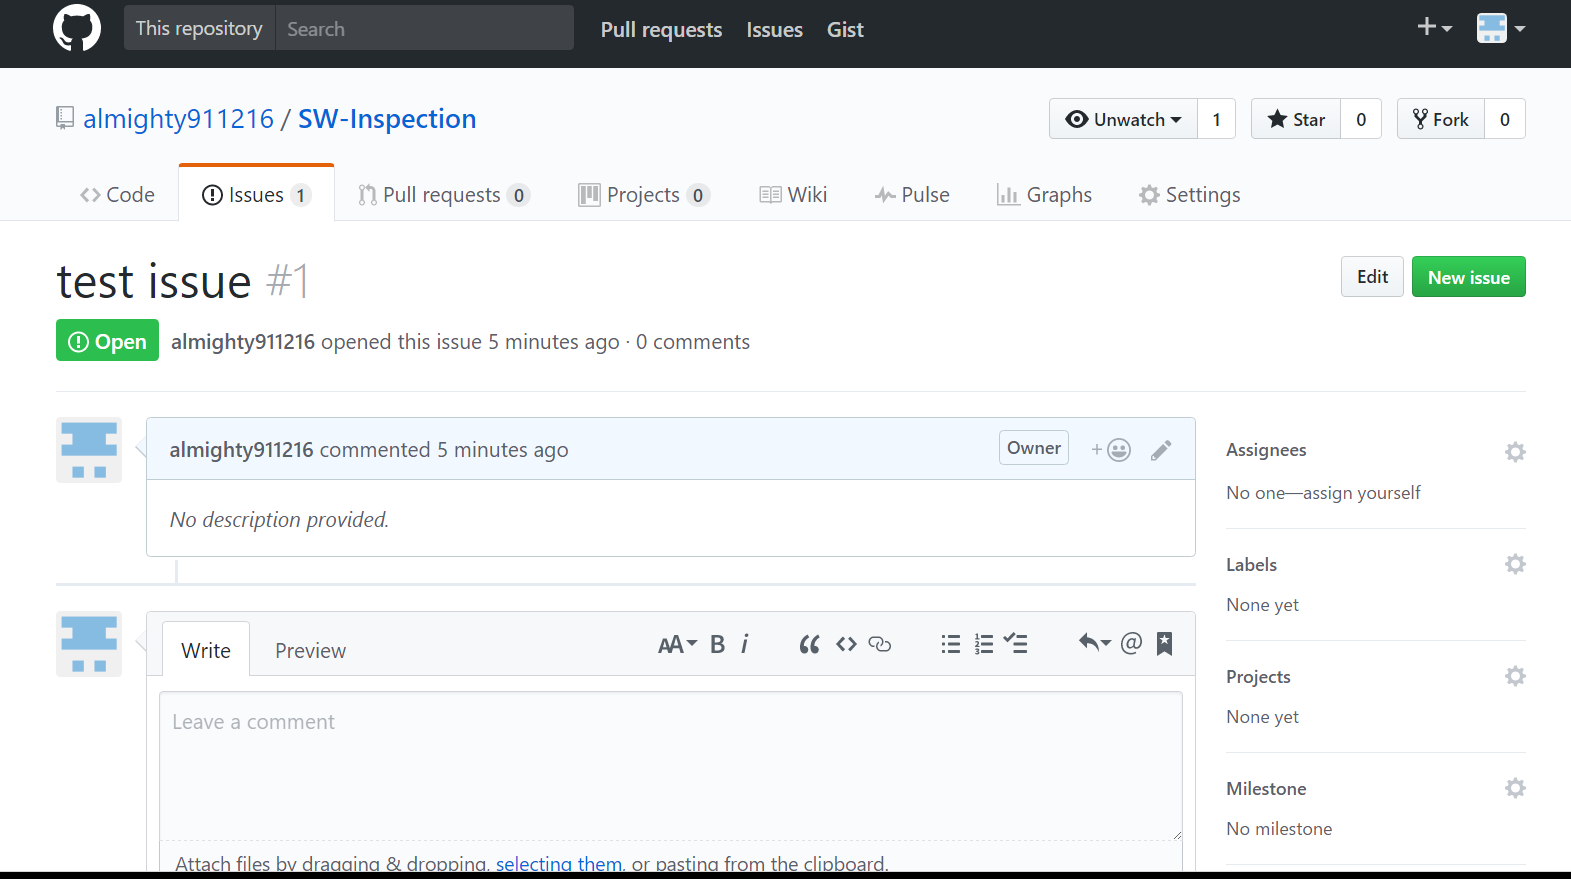 This repository Search Pull requests Issues Gist
almighty911216 / SW-Inspection Unwatch 1 Star 0 Fork 0
Code Issues 1 Pull requests 0 Projects 0 Wiki Pulse Graphs Settings
test issue #1 Edit New issue
Open almighty911216 opened this issue 5 minutes ago · 0 comments
almighty911216 commented 5 minutes ago Owner
No description provided.
Write Preview AA B i
Leave a comment
Attach files by dragging & dropping, selecting them, or pasting from the clipboard.
Assignees
No one—assign yourself
Labels
None yet
Projects
None yet
Milestone
No milestone